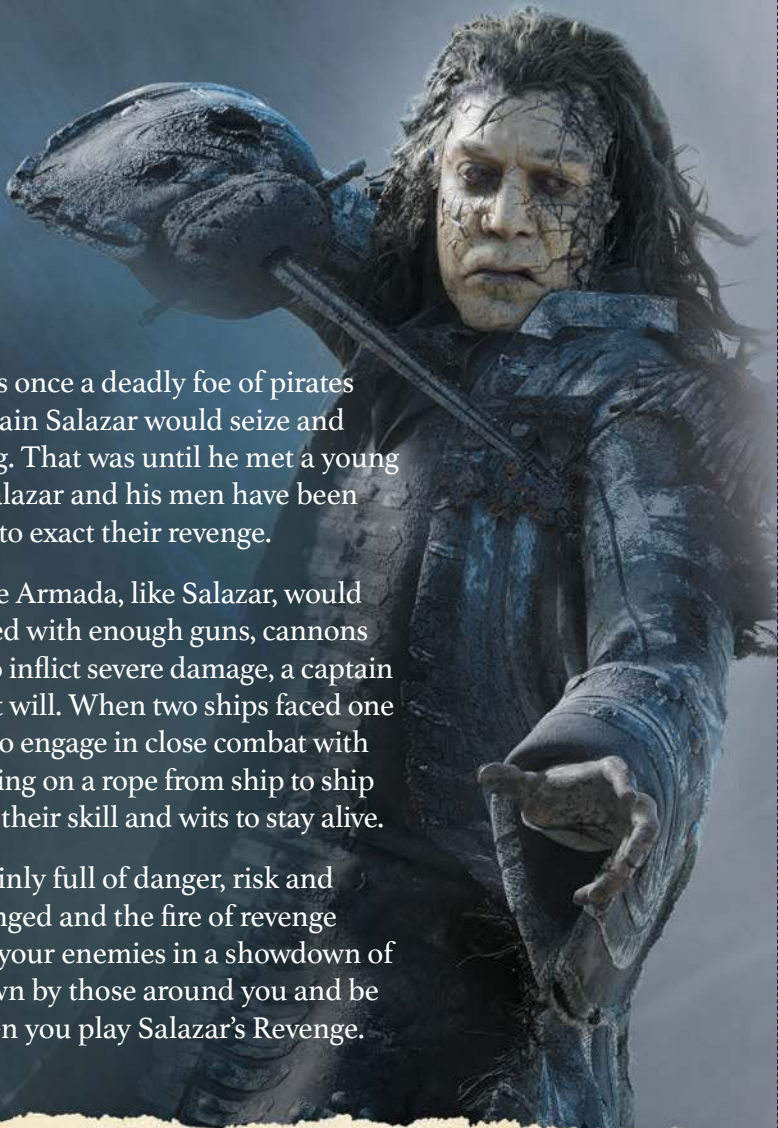 s once a deadly foe of pirates
ain Salazar would seize and
g. That was until he met a young
alazar and his men have been
to exact their revenge.
e Armada, like Salazar, would
ed with enough guns, cannons
o inflict severe damage, a captain
t will. When two ships faced one
o engage in close combat with
ing on a rope from ship to ship
their skill and wits to stay alive.
inly full of danger, risk and
nged and the fire of revenge
your enemies in a showdown of
wn by those around you and be
en you play Salazar’s Revenge.